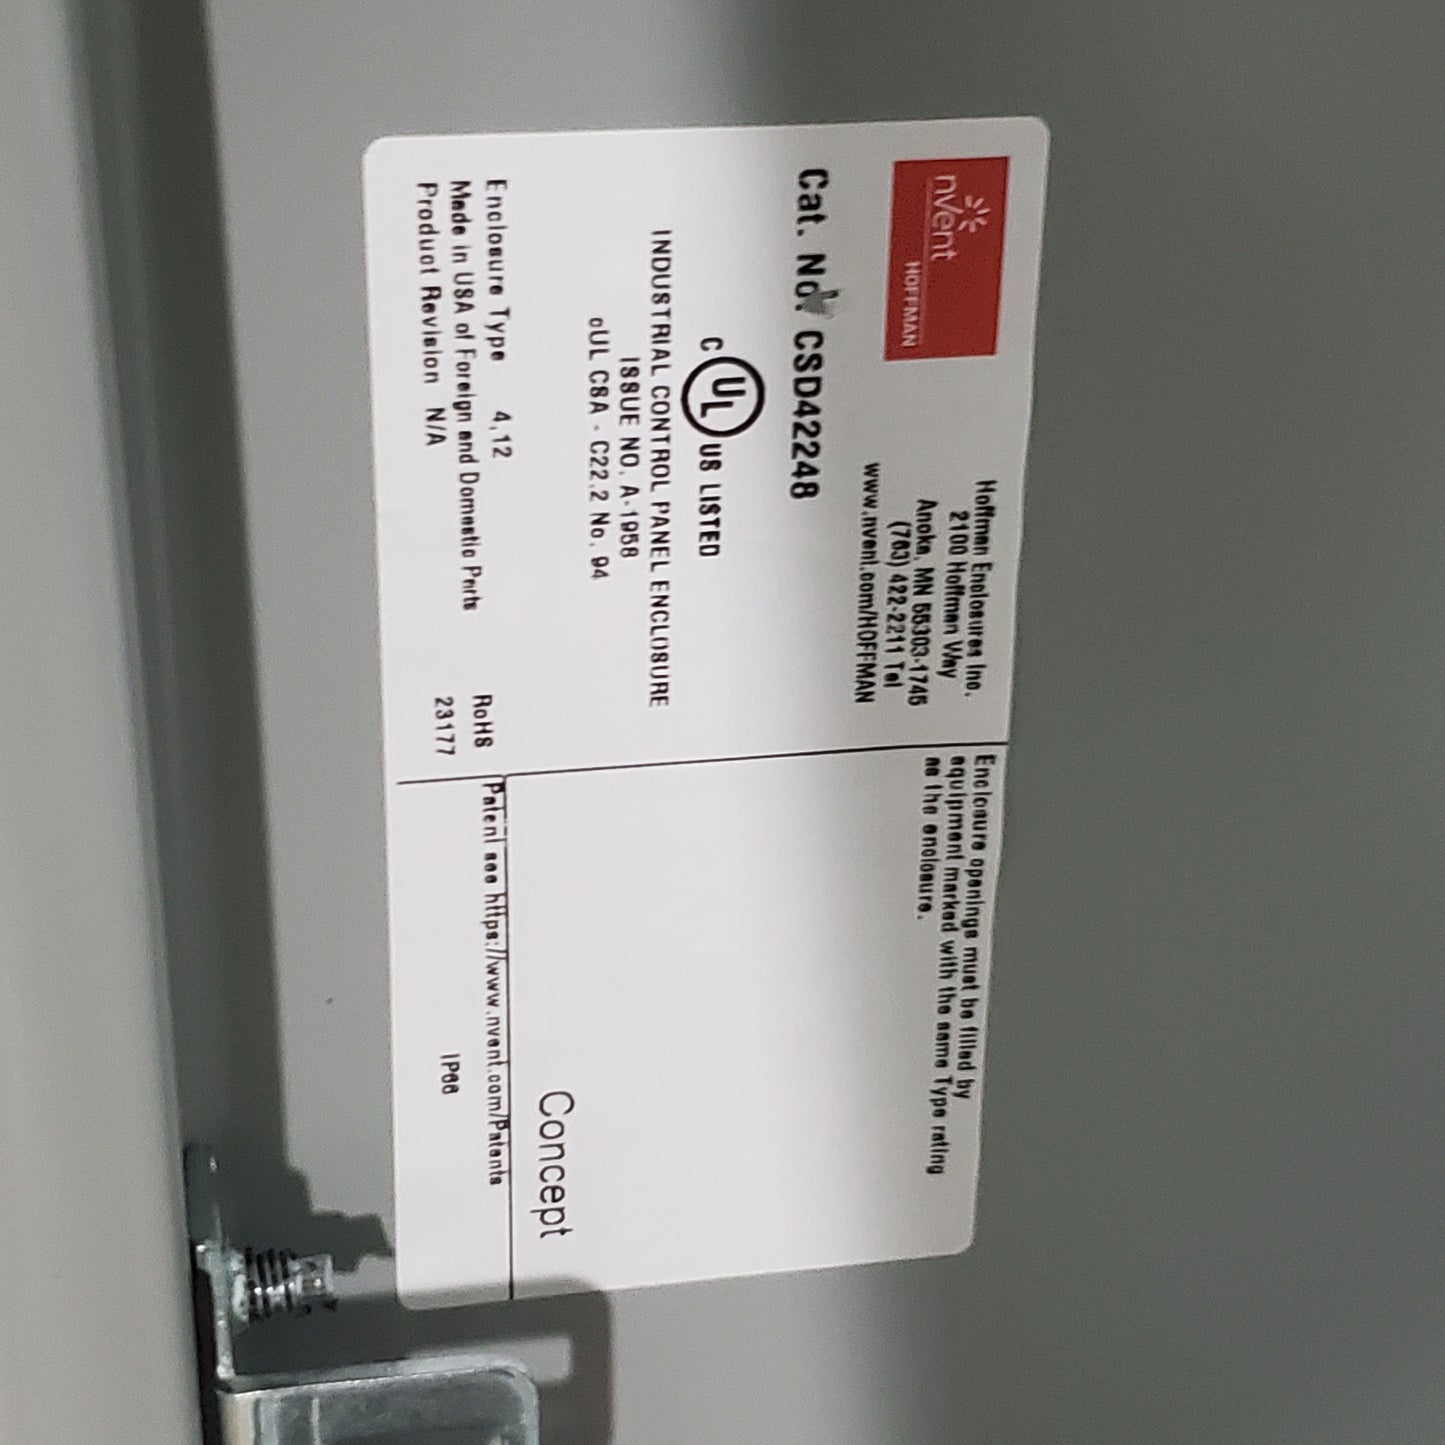 nVent
HOFFMAN
Hoffman Enclosures Inc.
2100 Hoffman Way
Anoka, MN 55303-1745
(763) 422-2211 Tel
www.nvent.com/HOFFMAN
Cat. No. CSD42248
C UL US LISTED
INDUSTRIAL CONTROL PANEL ENCLOSURE
ISSUE NO. A-1958
cUL CSA - C22.2 No. 94
Enclosure Type 4,12
Made in USA of Foreign and Domestic Parts
Product Revision N/A
RoHS
23177
Enclosure openings must be filled by
equipment marked with the same Type rating
as the enclosure.
Concept
Patent see https://www.nvent.com/Patents
IP66